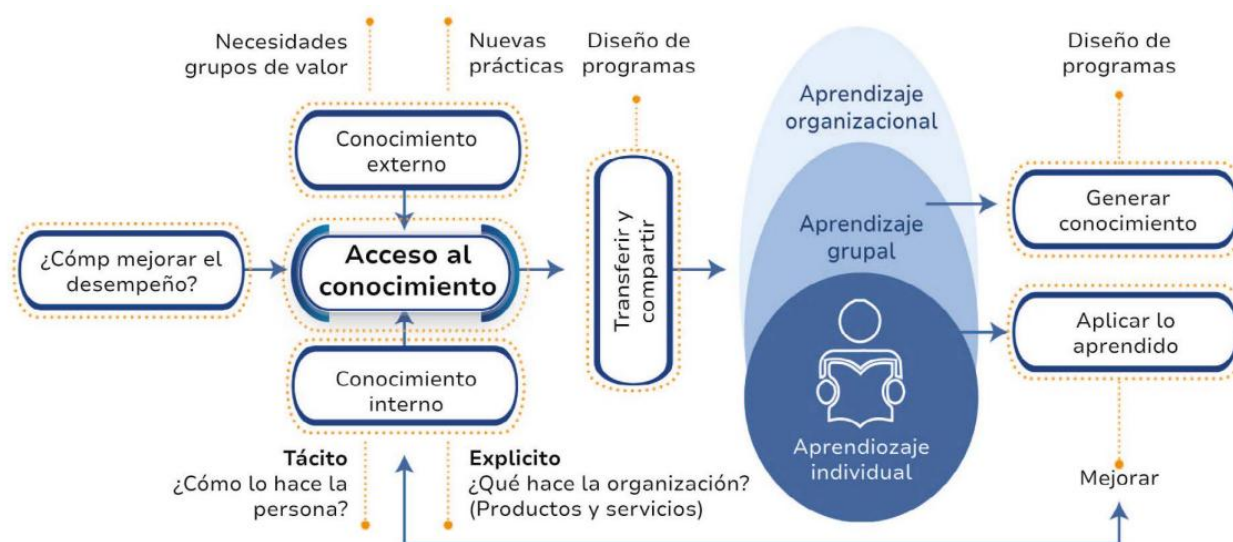 Necesidades
grupos de valor
Nuevas
prácticas
Diseño de
programas
Diseño de
programas
Conocimiento
externo
Aprendizaje
organizacional
Generar
conocimiento
¿Cómp mejorar el
desempeño?
Acceso al
conocimiento
Transferir y
compartir
Aprendizaje
grupal
Aplicar lo
aprendido
Conocimiento
interno
Aprendiozaje
individual
Tácito
¿Cómo lo hace la
persona?
Explicito
¿Qué hace la organización?
(Productos y servicios)
Mejorar